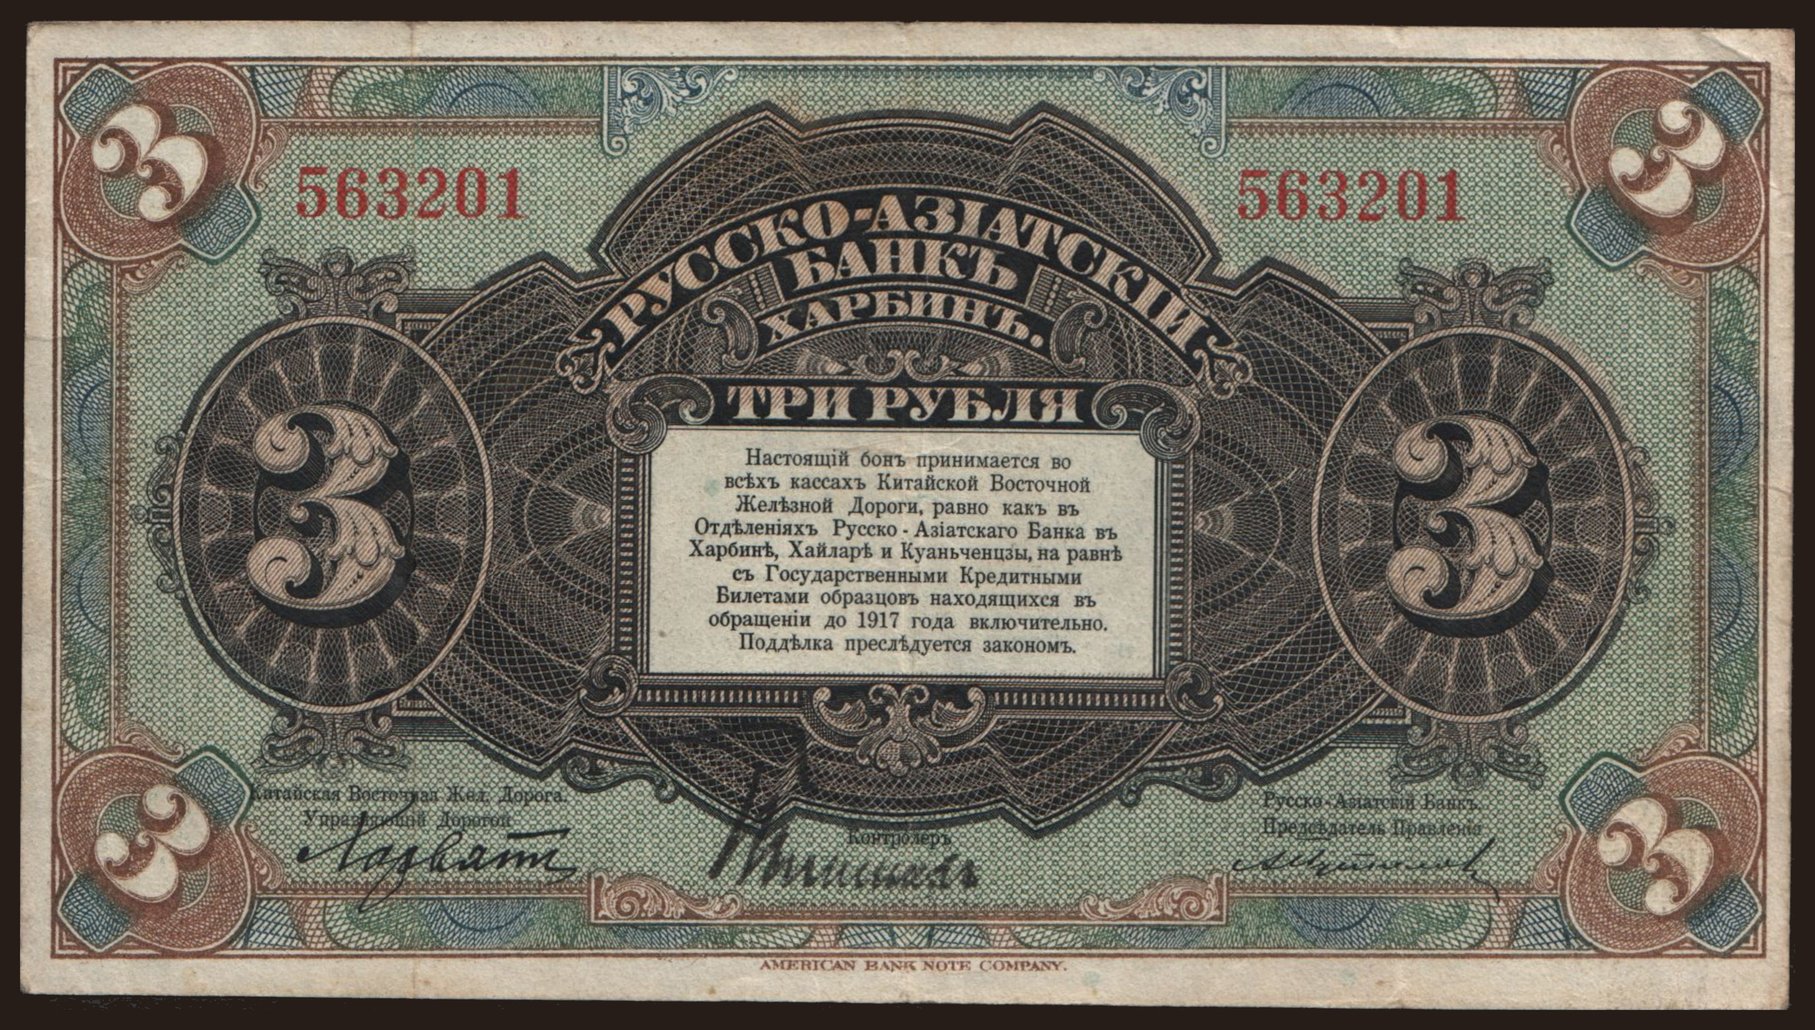 3 3
563201 563201
РУССКО-АЗІАТСКИ
БАНКЪ
ХАРБИНЪ.
ТРИ РУБЛЯ
3 3
Настоящій бонъ принимается во
всѣхъ кассахъ Китайской Восточной
Желѣзной Дороги, равно какъ въ
Отдѣленіяхъ Русско-Азіатскаго Банка въ
Харбинѣ, Хайларѣ и Куаньченцзы, на равнѣ
съ Государственными Кредитными
Билетами образцовъ находящихся въ
обращеніи до 1917 года включительно.
Поддѣлка преслѣдуется закономъ.
Китайская Восточная Жел. Дорога.
Управляющій Дорогой
Хорватъ
Контролеръ
Русско-Азіатскій Банкъ.
Предсѣдатель Правленія
3 3
AMERICAN BANK NOTE COMPANY.